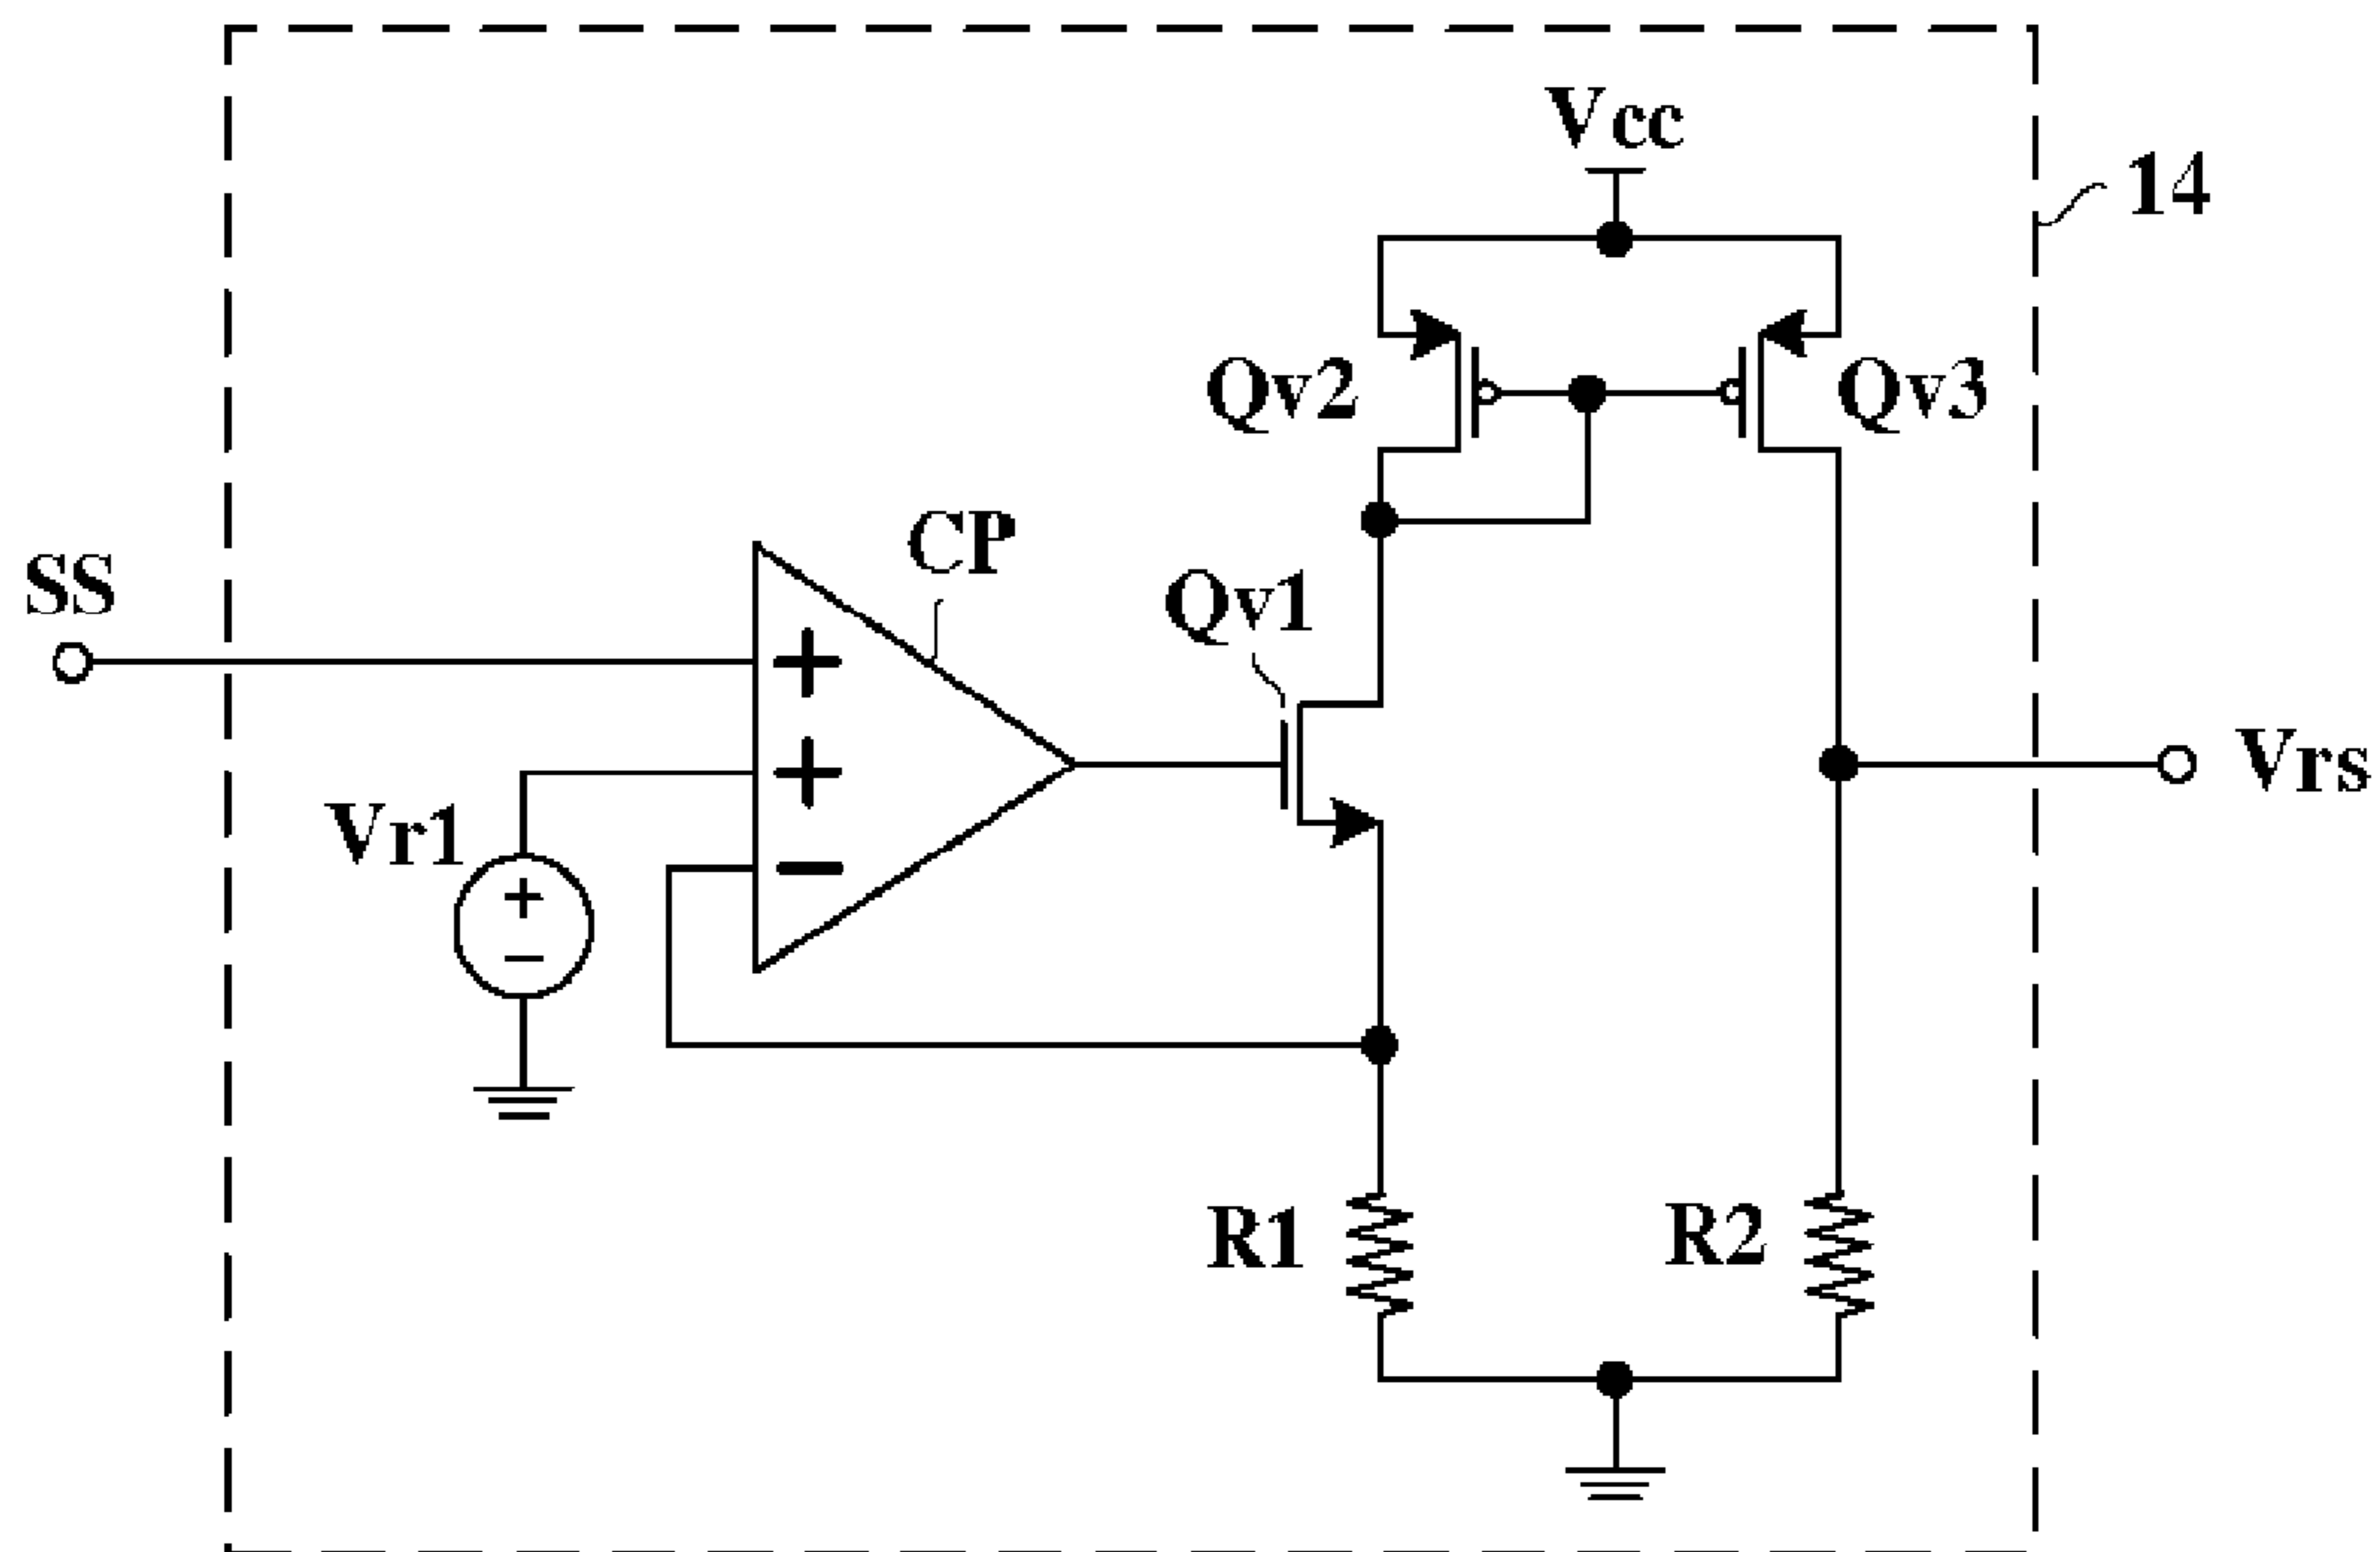 Vcc
14
Qv2
Qv3
CP
SS
Qv1
+
+
Vrs
Vr1
−
+
−
R1
R2